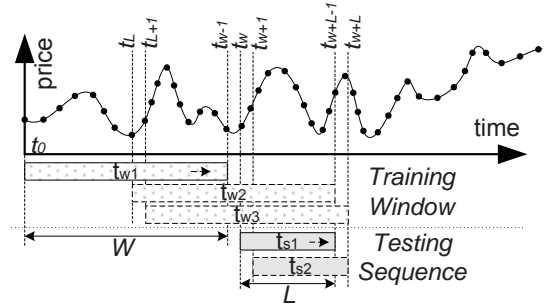 t_L t_L+1 t_w-1 t_w t_w+1 t_w+L-1 t_w+L
price
time
t_0
t_w1
Training
t_w2
Window
t_w3
Testing
t_s1
W
Sequence
t_s2
L